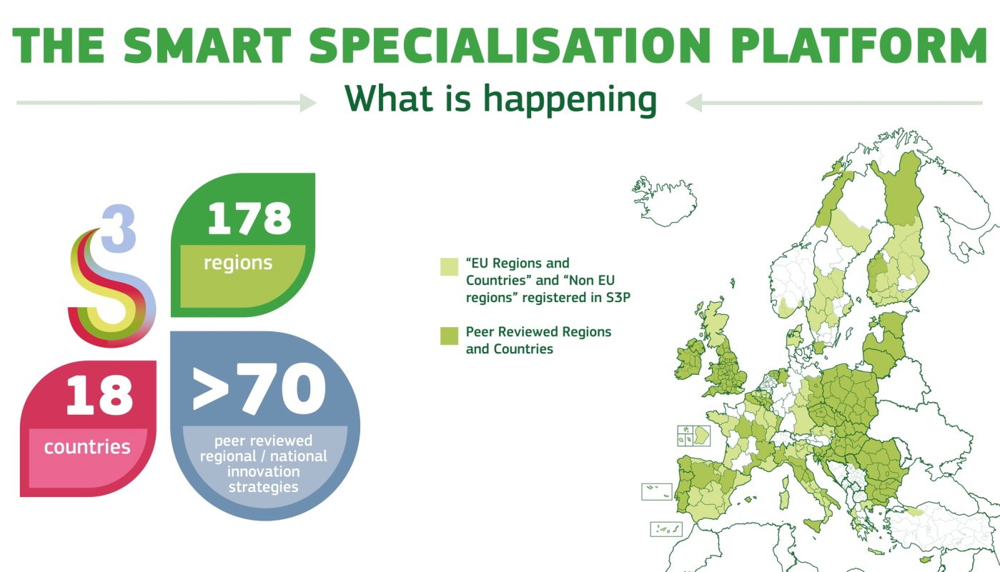 THE SMART SPECIALISATION PLATFORM
What is happening
S3
178
regions
18
countries
>70
peer reviewed
regional / national
innovation
strategies
“EU Regions and
Countries” and “Non EU
regions” registered in S3P
Peer Reviewed Regions
and Countries